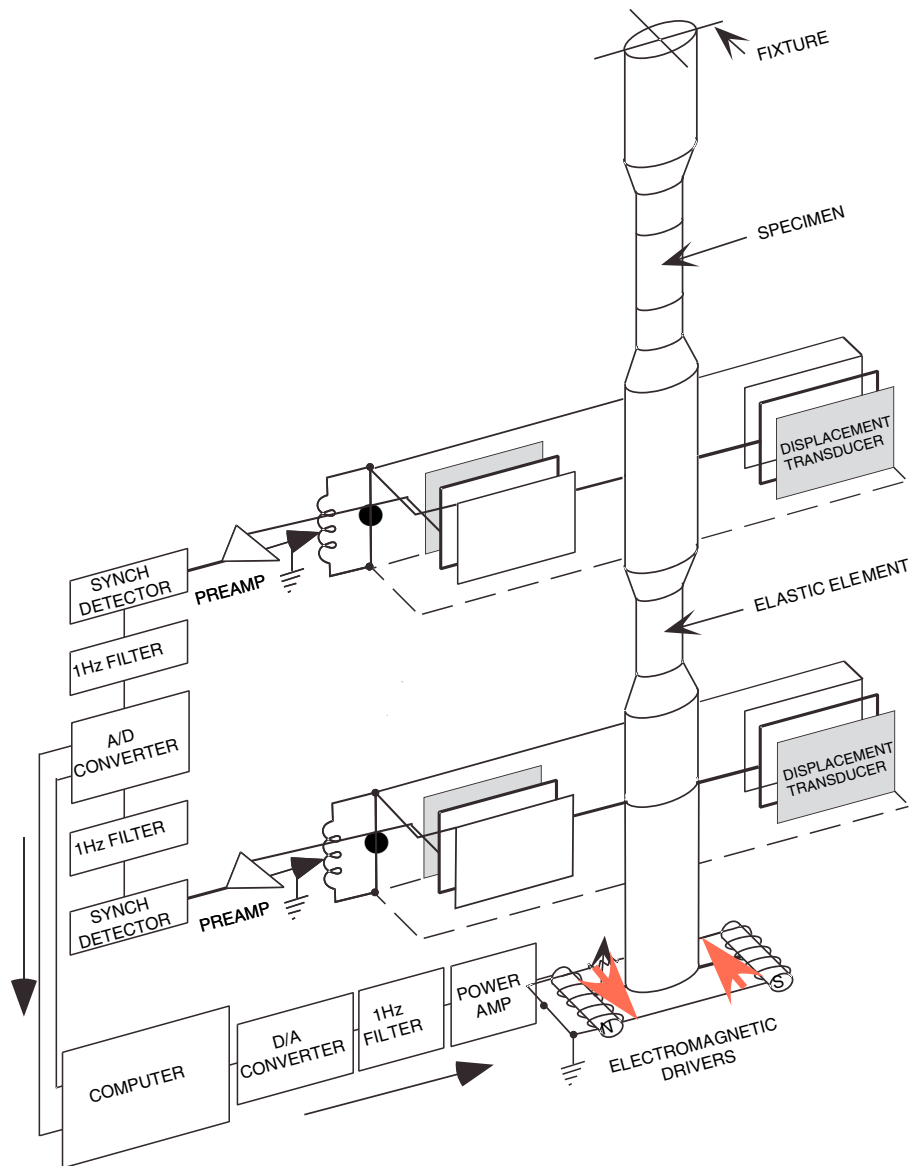 FIXTURE
SPECIMEN
DISPLACEMENT
TRANSDUCER
SYNCH
DETECTOR
PREAMP
ELASTIC ELEMENT
1Hz FILTER
A/D
CONVERTER
DISPLACEMENT
TRANSDUCER
1Hz FILTER
SYNCH
DETECTOR
PREAMP
POWER
AMP
N
S
1Hz
FILTER
D/A
CONVERTER
COMPUTER
ELECTROMAGNETIC
DRIVERS